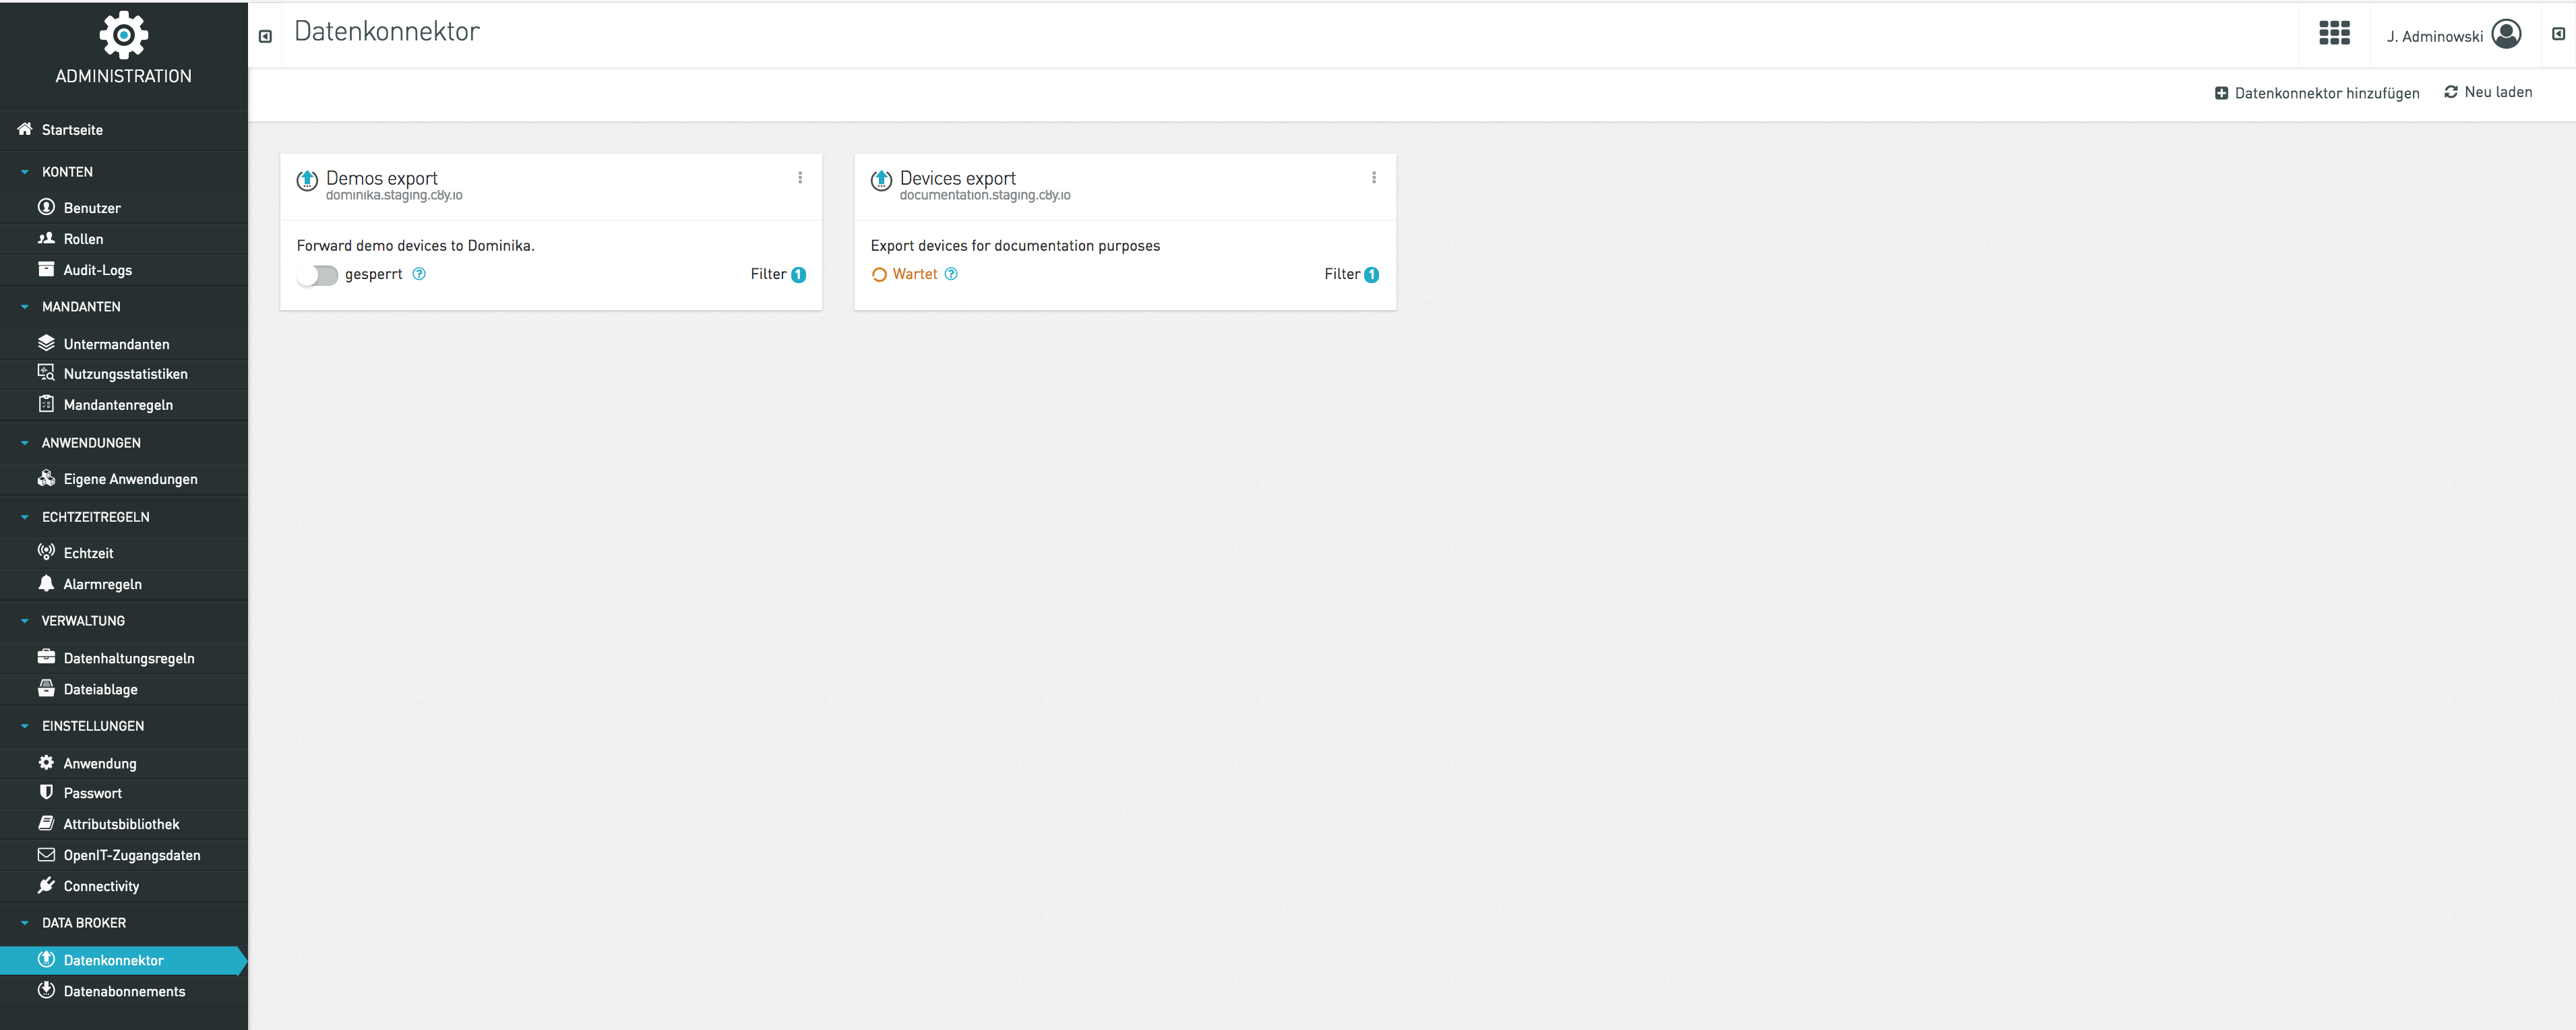 ADMINISTRATION
Startseite
KONTEN
Benutzer
Rollen
Audit-Logs
MANDANTEN
Untermandanten
Nutzungsstatistiken
Mandantenregeln
ANWENDUNGEN
Eigene Anwendungen
ECHTZEITREGELN
Echtzeit
Alarmregeln
VERWALTUNG
Datenhaltungsregeln
Dateiablage
EINSTELLUNGEN
Anwendung
Passwort
Attributsbibliothek
OpenIT-Zugangsdaten
Connectivity
DATA BROKER
Datenkonnektor
Datenabonnements
Datenkonnektor
J. Adminowski
Datenkonnektor hinzufügen Neu laden
Demos export
dominika.staging.c8y.io
Forward demo devices to Dominika.
gesperrt Filter 1
Devices export
documentation.staging.c8y.io
Export devices for documentation purposes
Wartet Filter 1